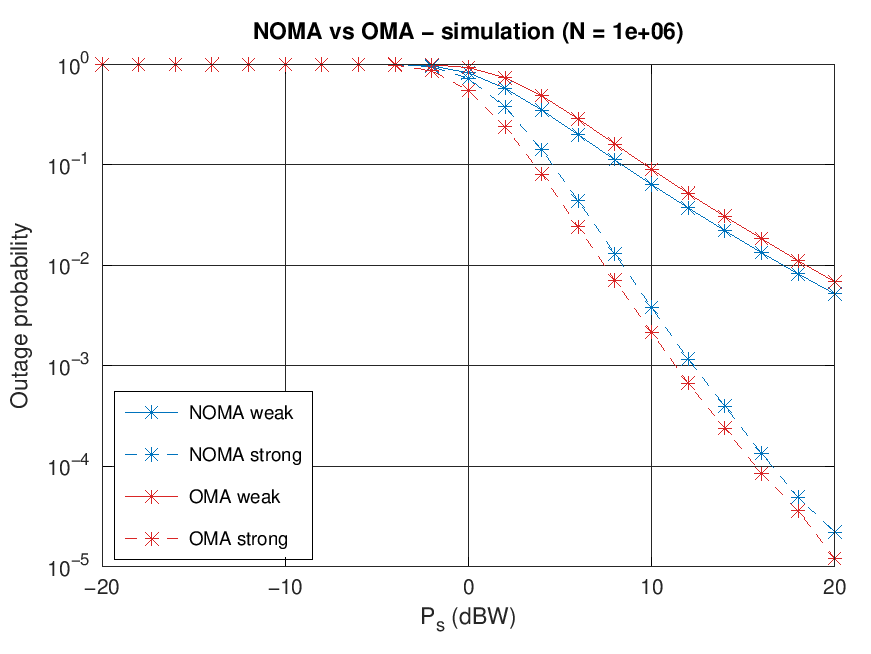 NOMA vs OMA − simulation (N = 1e+06)
10^0
10^−1
10^−2
10^−3
10^−4
10^−5
Outage probability
NOMA weak
NOMA strong
OMA weak
OMA strong
−20 −10 0 10 20
P_s (dBW)